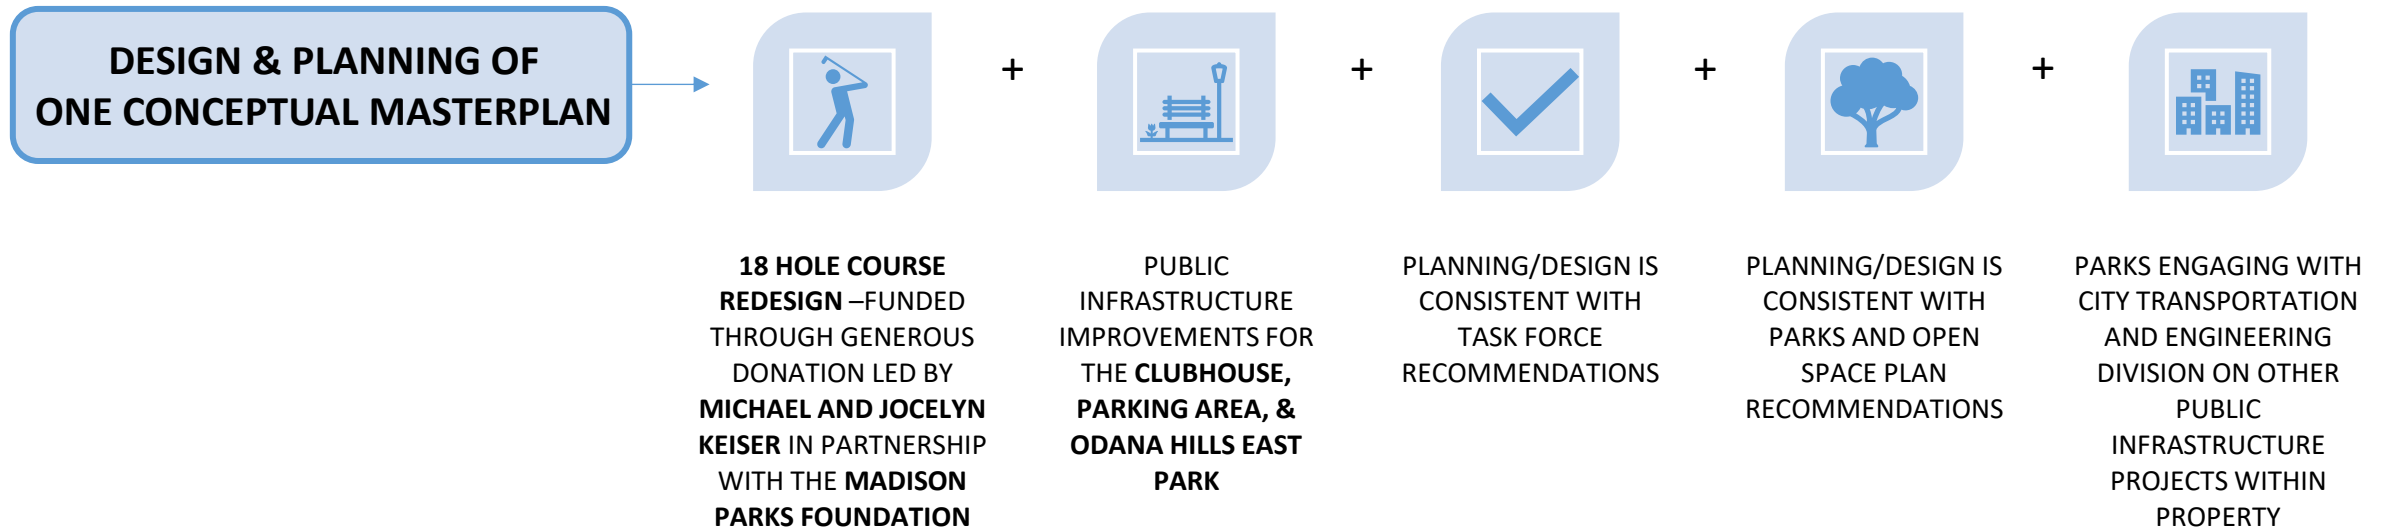 DESIGN & PLANNING OF
ONE CONCEPTUAL MASTERPLAN
+
+
+
+
18 HOLE COURSE
REDESIGN –FUNDED
THROUGH GENEROUS
DONATION LED BY
MICHAEL AND JOCELYN
KEISER IN PARTNERSHIP
WITH THE MADISON
PARKS FOUNDATION
PUBLIC
INFRASTRUCTURE
IMPROVEMENTS FOR
THE CLUBHOUSE,
PARKING AREA, &
ODANA HILLS EAST
PARK
PLANNING/DESIGN IS
CONSISTENT WITH
TASK FORCE
RECOMMENDATIONS
PLANNING/DESIGN IS
CONSISTENT WITH
PARKS AND OPEN
SPACE PLAN
RECOMMENDATIONS
PARKS ENGAGING WITH
CITY TRANSPORTATION
AND ENGINEERING
DIVISION ON OTHER
PUBLIC
INFRASTRUCTURE
PROJECTS WITHIN
PROPERTY